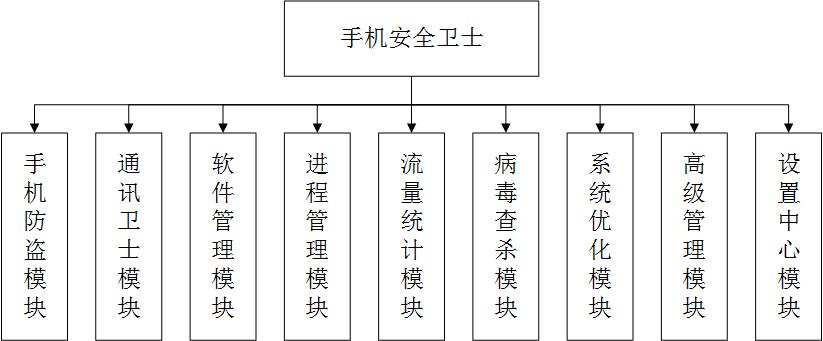 手机安全卫士
手机防盗模块
通讯卫士模块
软件管理模块
进程管理模块
流量统计模块
病毒查杀模块
系统优化模块
高级管理模块
设置中心模块